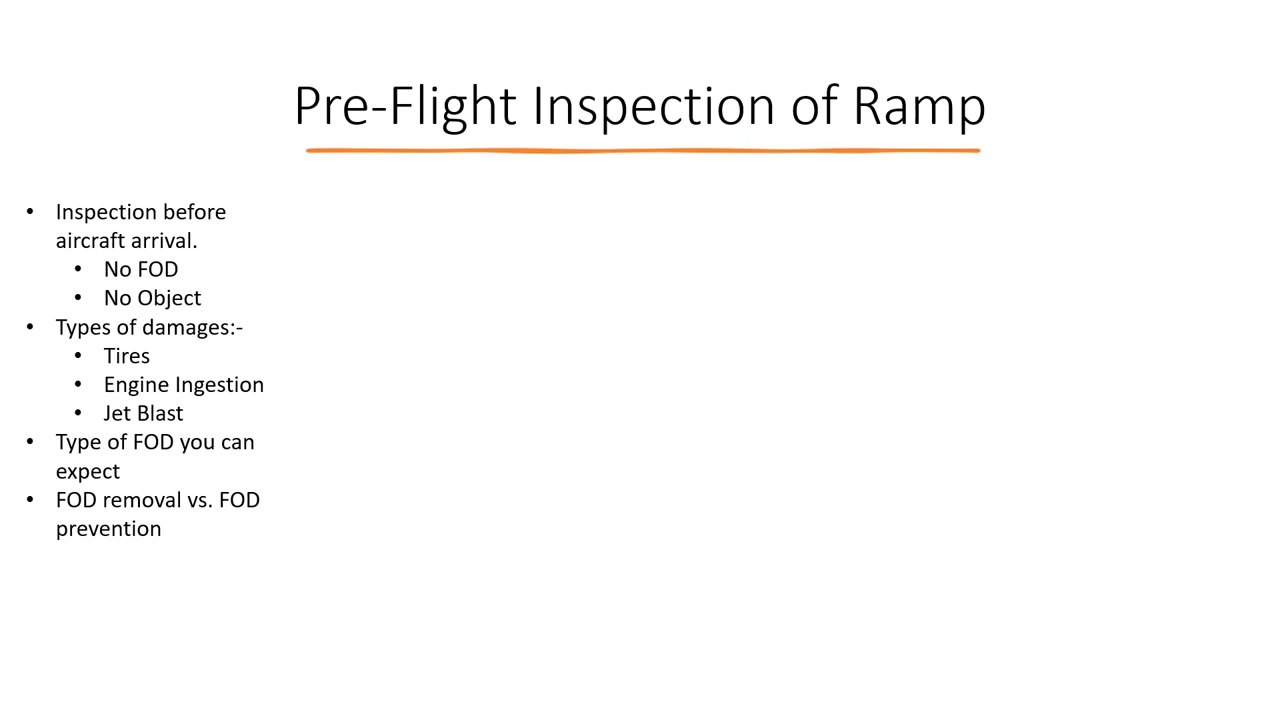 Pre-Flight Inspection of Ramp
• Inspection before
aircraft arrival.
• No FOD
• No Object
• Types of damages:-
• Tires
• Engine Ingestion
• Jet Blast
• Type of FOD you can
expect
• FOD removal vs. FOD
prevention